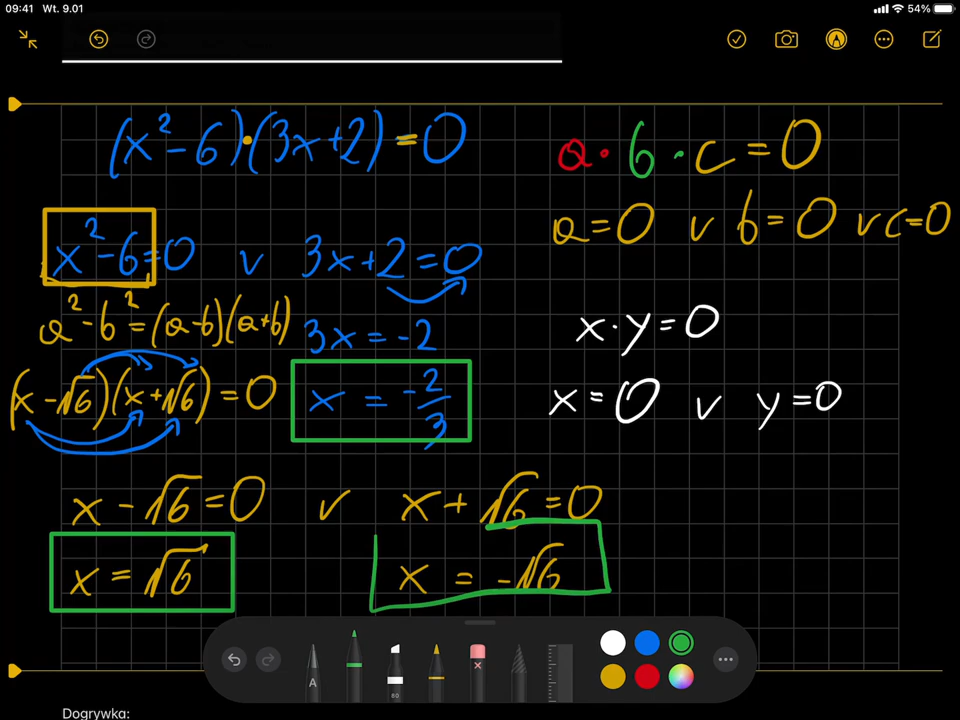 09:41 Wt. 9.01 54%
(x² - 6)·(3x + 2) = 0
x² - 6 = 0 v 3x + 2 = 0
a² - b² = (a - b)(a + b)
3x = -2
(x - √6)(x + √6) = 0
x = -2/3
x - √6 = 0 v x + √6 = 0
x = √6
x = -√6
a · b · c = 0
a = 0 v b = 0 v c = 0
x · y = 0
x = 0 v y = 0
A
80
Dogrywka: